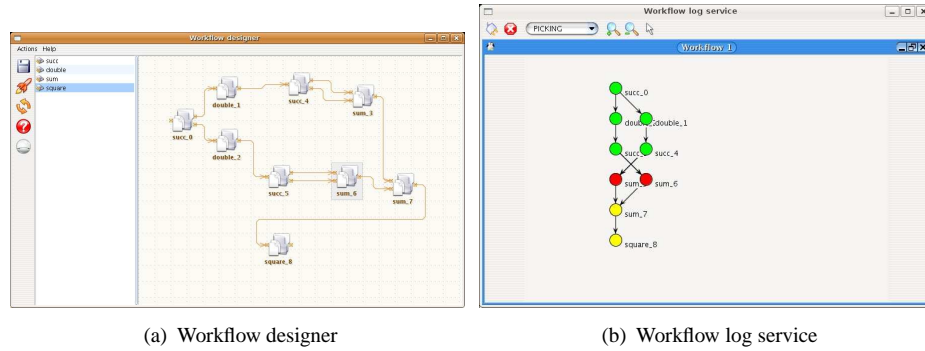 Workflow designer
Actions Help
succ
double
sum
square
double_1
succ_4
sum_3
succ_0
double_2
succ_5
sum_6
sum_7
square_8
(a) Workflow designer
Workflow log service
PICKING
Workflow_1
succ_0
double_1
succ_4
sum_6
sum_7
square_8
(b) Workflow log service